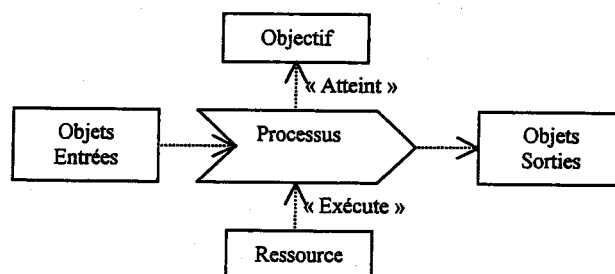 Objectif
« Atteint »
Objets
Entrées
Processus
Objets
Sorties
« Exécute »
Ressource